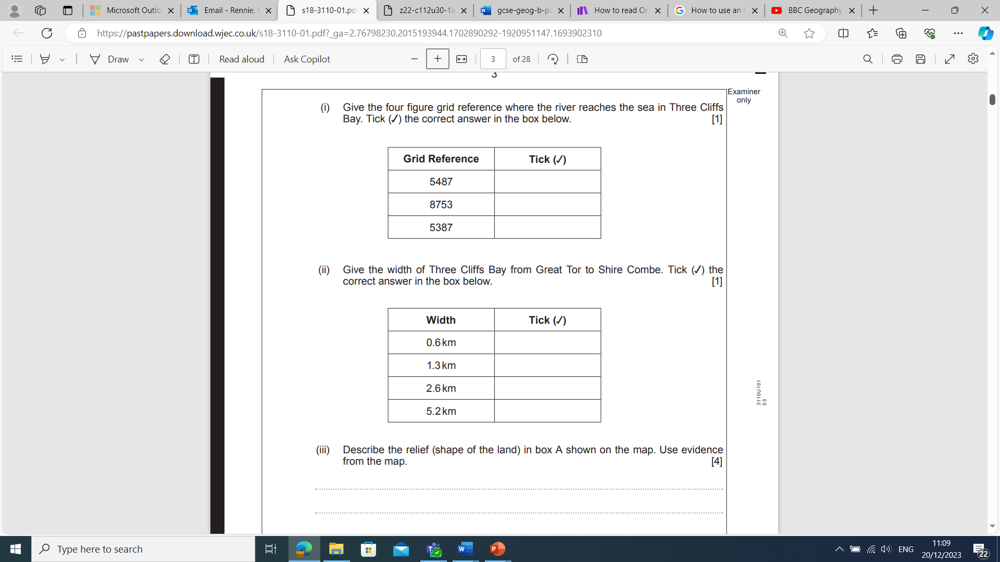 Microsoft Outlo
Email - Rennie,
s18-3110-01.pd
z22-c112u30-1a
gcse-geog-b-pl
How to read Or
How to use an
BBC Geography
https://pastpapers.download.wjec.co.uk/s18-3110-01.pdf?_ga=2.76798230.2015193944.1702890292-1920951147.1693902310
Draw
Read aloud
Ask Copilot
3
of 28
3
Examiner
only
(i) Give the four figure grid reference where the river reaches the sea in Three Cliffs
Bay. Tick (✓) the correct answer in the box below. [1]
Grid Reference Tick (✓)
5487
8753
5387
(ii) Give the width of Three Cliffs Bay from Great Tor to Shire Combe. Tick (✓) the
correct answer in the box below. [1]
Width Tick (✓)
0.6 km
1.3 km
2.6 km
5.2 km
3110U101
03
(iii) Describe the relief (shape of the land) in box A shown on the map. Use evidence
from the map. [4]
Type here to search
ENG
11:09
20/12/2023
22